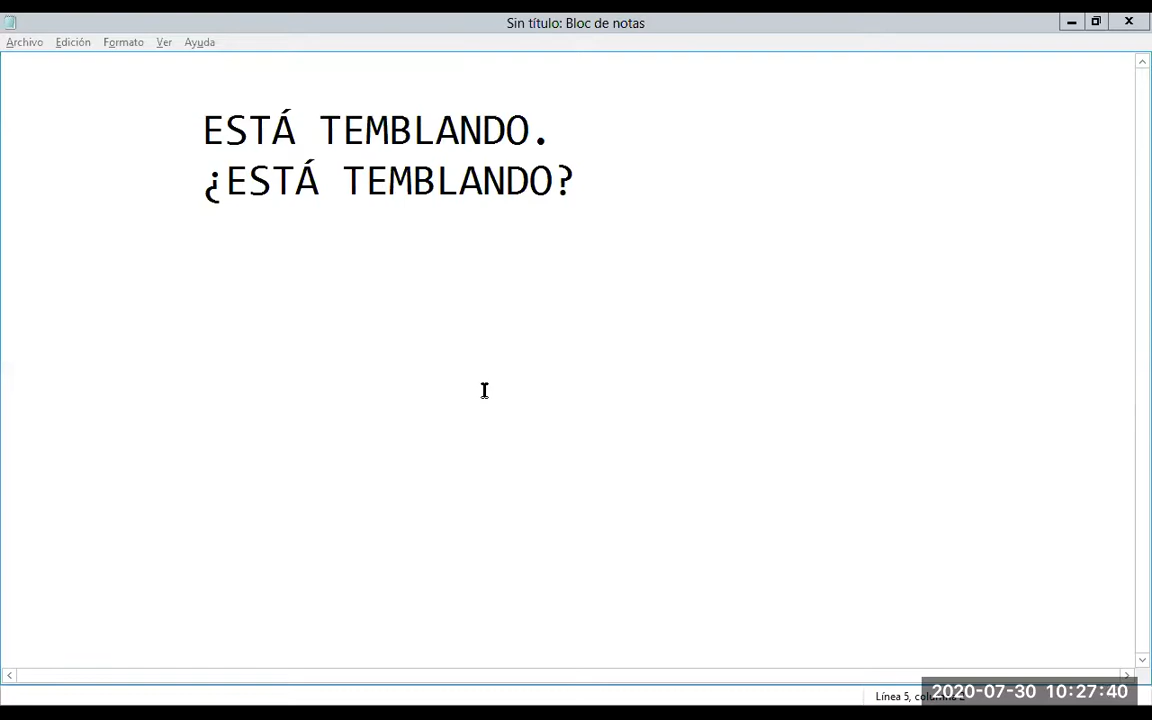 Sin título: Bloc de notas
Archivo Edición Formato Ver Ayuda
ESTÁ TEMBLANDO.
¿ESTÁ TEMBLANDO?
Línea 5,
2020-07-30 10:27:40